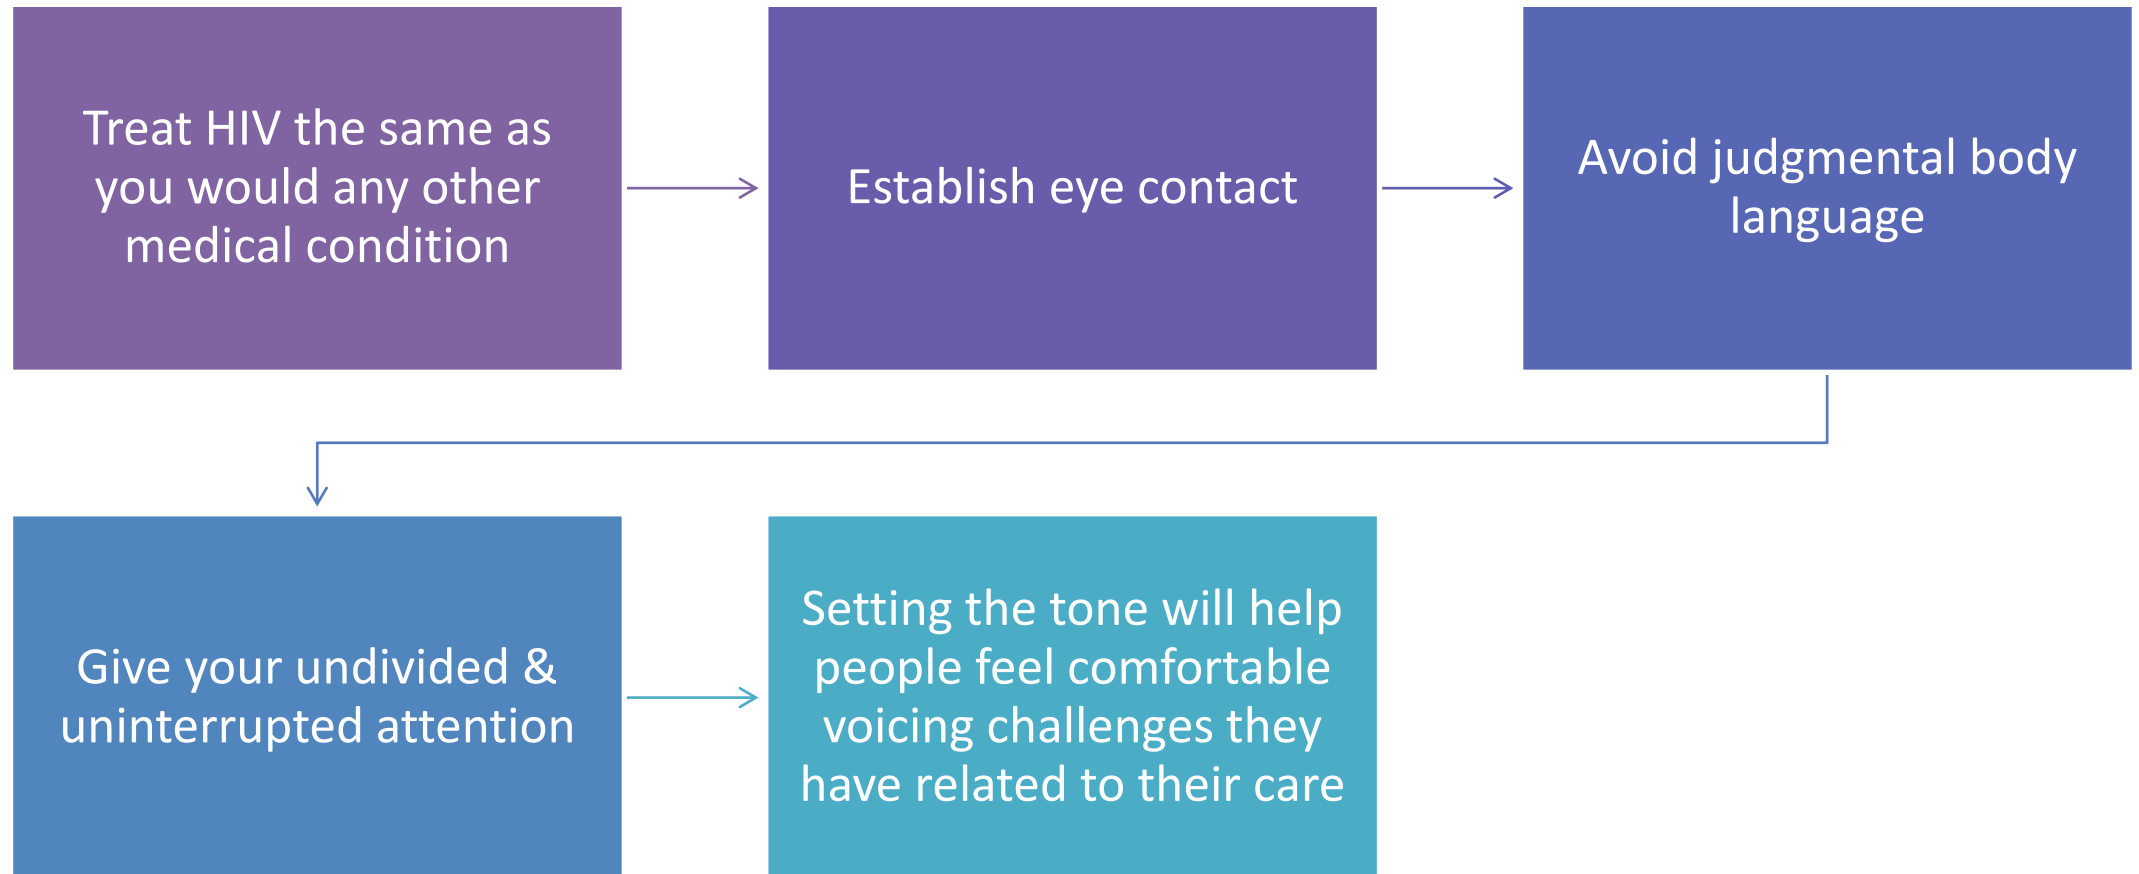 Treat HIV the same as
you would any other
medical condition
Establish eye contact
Avoid judgmental body
language
Give your undivided &
uninterrupted attention
Setting the tone will help
people feel comfortable
voicing challenges they
have related to their care